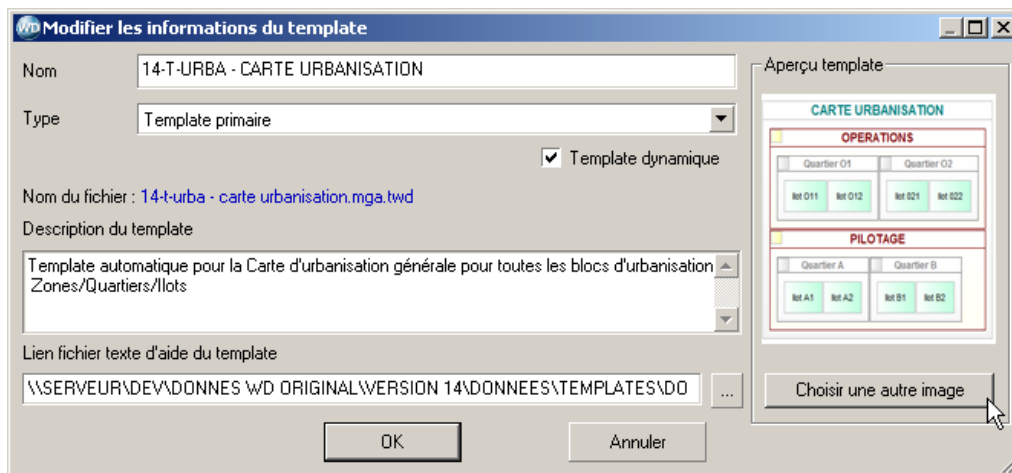 WD Modifier les informations du template
Nom
14-T-URBA - CARTE URBANISATION
Type
Template primaire
Template dynamique
Nom du fichier : 14-t-urba - carte urbanisation.mga.twd
Description du template
Template automatique pour la Carte d'urbanisation générale pour toutes les blocs d'urbanisation
Zones/Quartiers/Ilots
Lien fichier texte d'aide du template
\\SERVEUR\DEV\DONNES WD ORIGINAL\VERSION 14\DONNEES\TEMPLATES\DO
...
OK
Annuler
Aperçu template
CARTE URBANISATION
OPERATIONS
Quartier O1
Quartier O2
Ilot O11
Ilot O12
Ilot O21
Ilot O22
PILOTAGE
Quartier A
Quartier B
Ilot A1
Ilot A2
Ilot B1
Ilot B2
Choisir une autre image